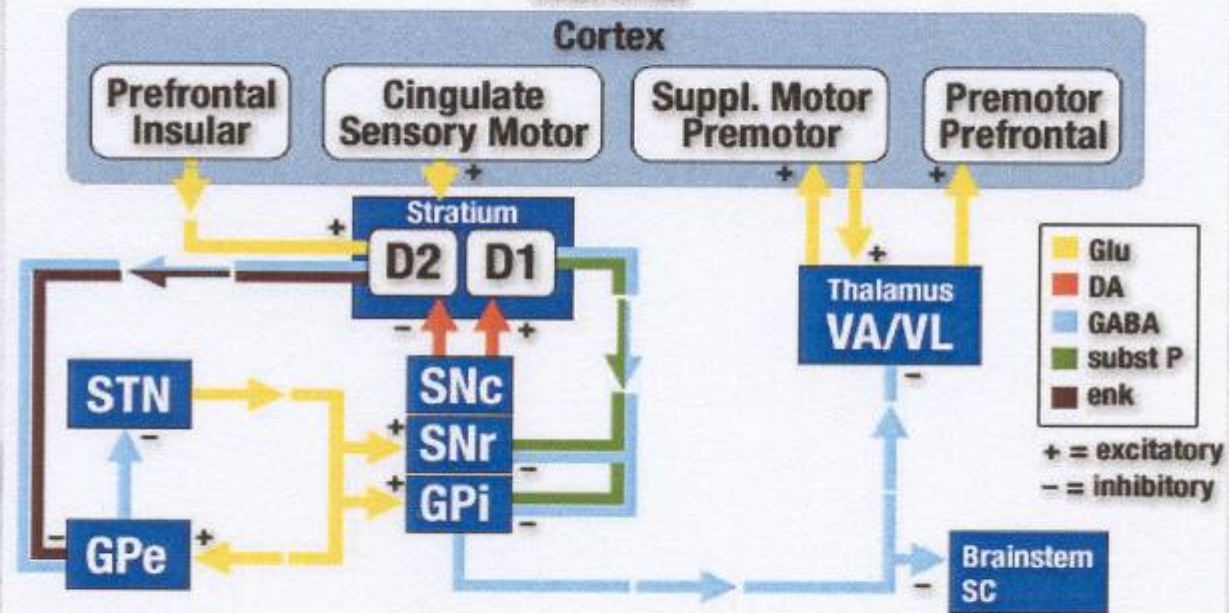 Cortex
Prefrontal
Insular
Cingulate
Sensory Motor
Suppl. Motor
Premotor
Premotor
Prefrontal
+
+
+
+
Stratium
D2
D1
-
+
+
Thalamus
VA/VL
-
Glu
DA
GABA
subst P
enk
+ = excitatory
- = inhibitory
STN
-
SNc
+
SNr
-
+
GPi
-
-
GPe
+
Brainstem
SC
-